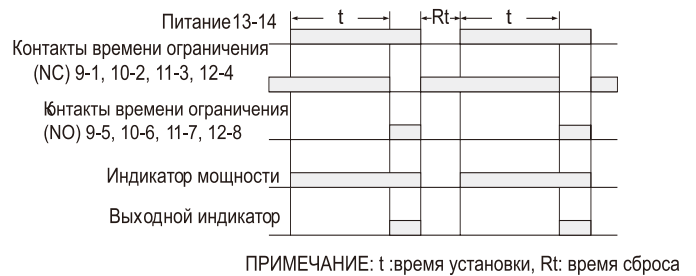 Питание13-14
t Rt t
Контакты времени ограничения
(NC) 9-1, 10-2, 11-3, 12-4
Контакты времени ограничения
(NO) 9-5, 10-6, 11-7, 12-8
Индикатор мощности
Выходной индикатор
ПРИМЕЧАНИЕ: t :время установки, Rt: время сброса